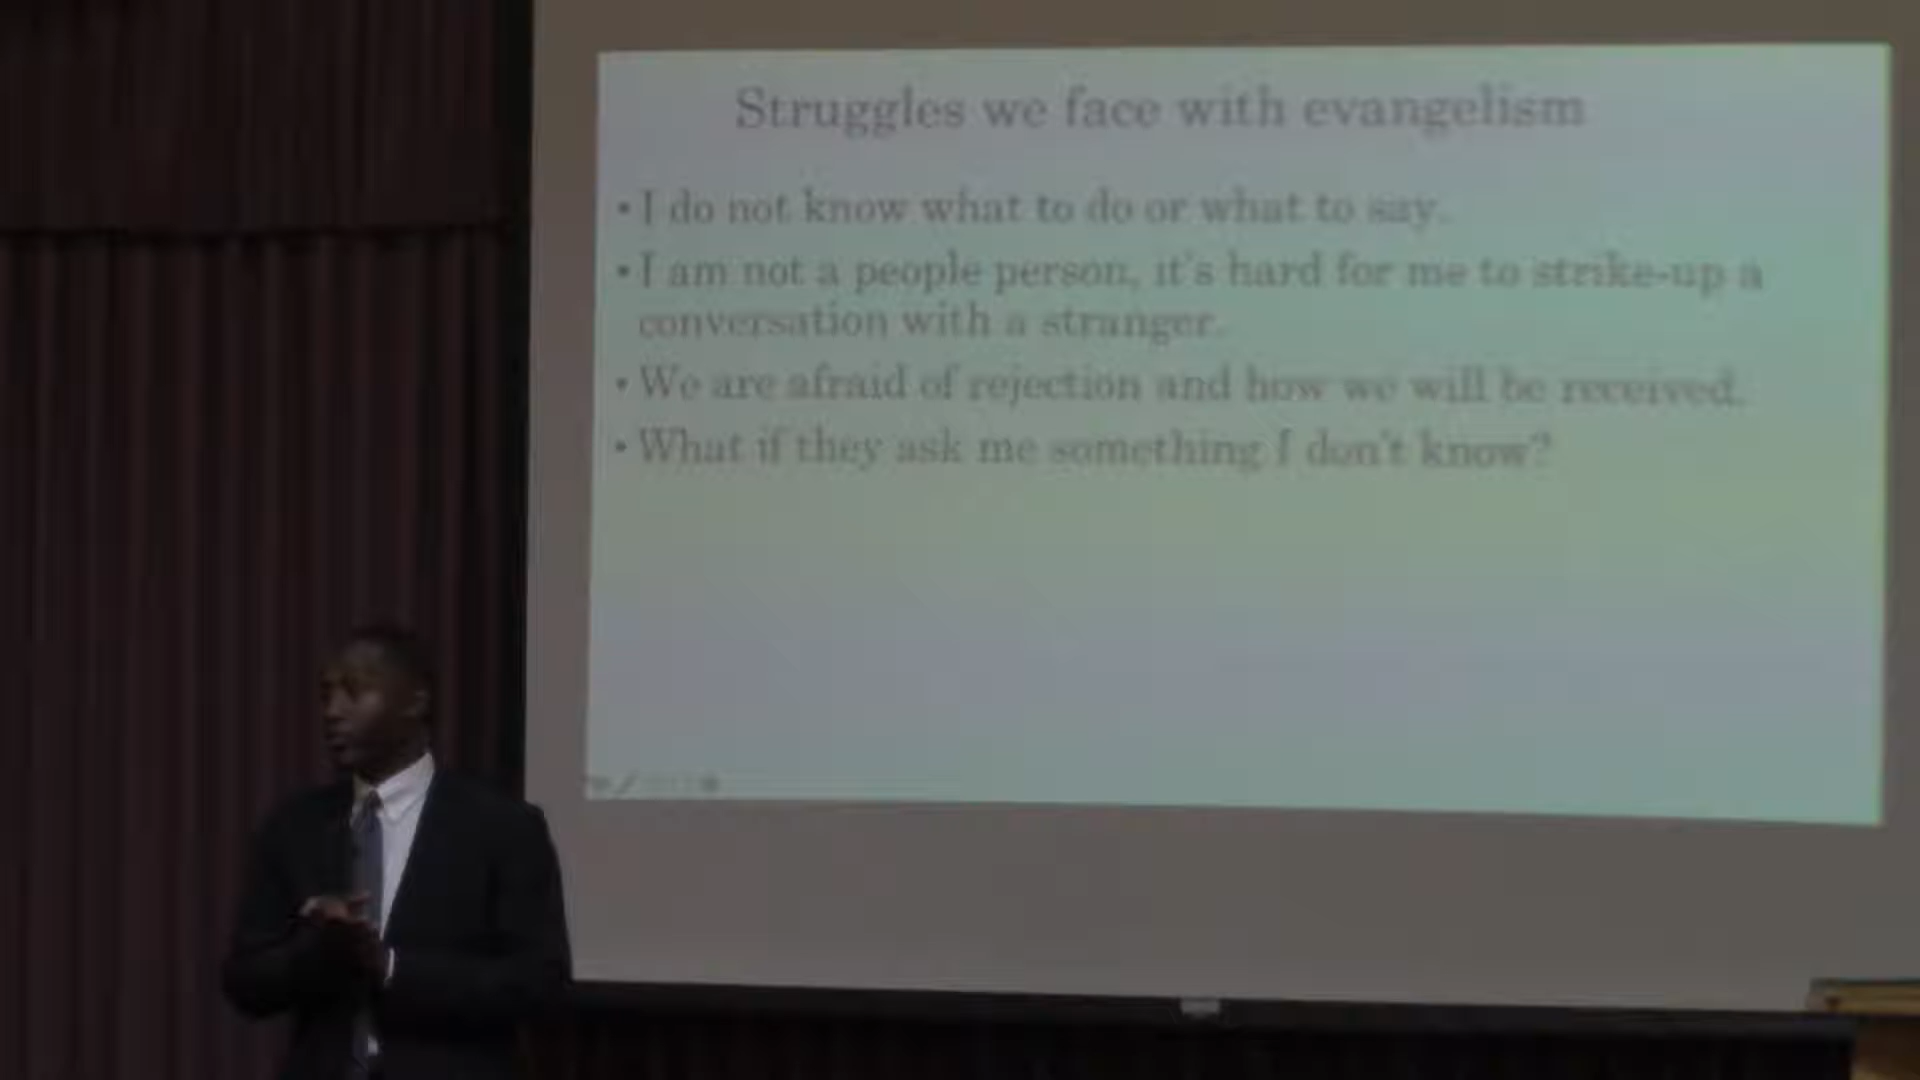 Struggles we face with evangelism
• I do not know what to do or what to say.
• I am not a people person, it's hard for me to strike-up a
conversation with a stranger.
• We are afraid of rejection and how we will be received.
• What if they ask me something I don't know?